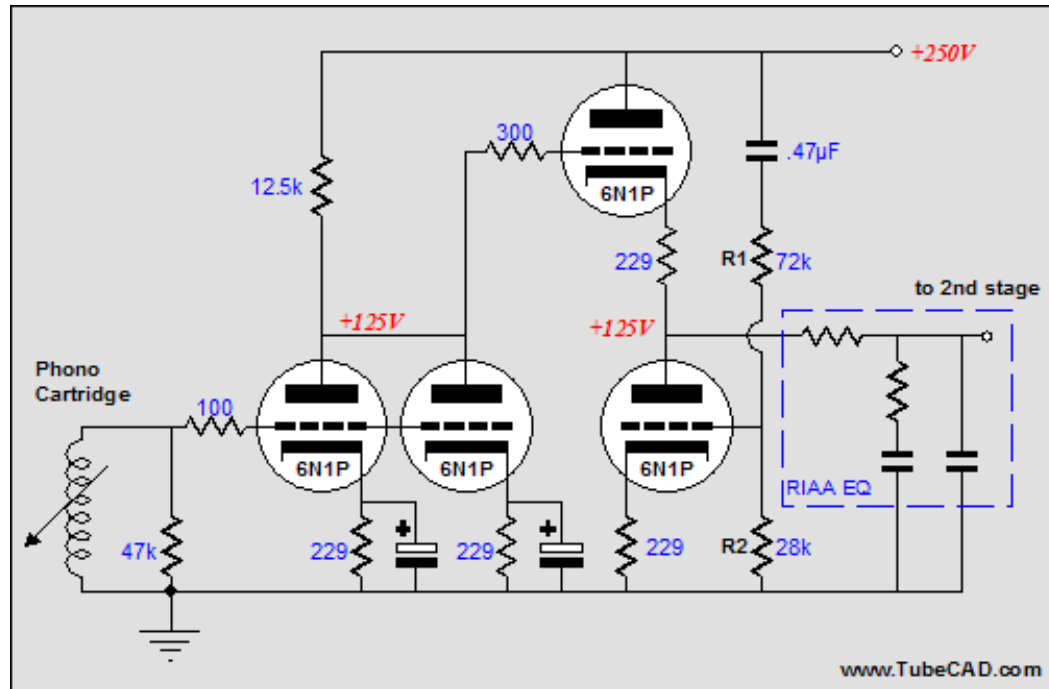 +250V
300
.47µF
6N1P
12.5k
229
R1
72k
to 2nd stage
+125V
+125V
Phono
Cartridge
100
6N1P
6N1P
6N1P
RIAA EQ
+
+
47k
229
229
229
R2
28k
www.TubeCAD.com